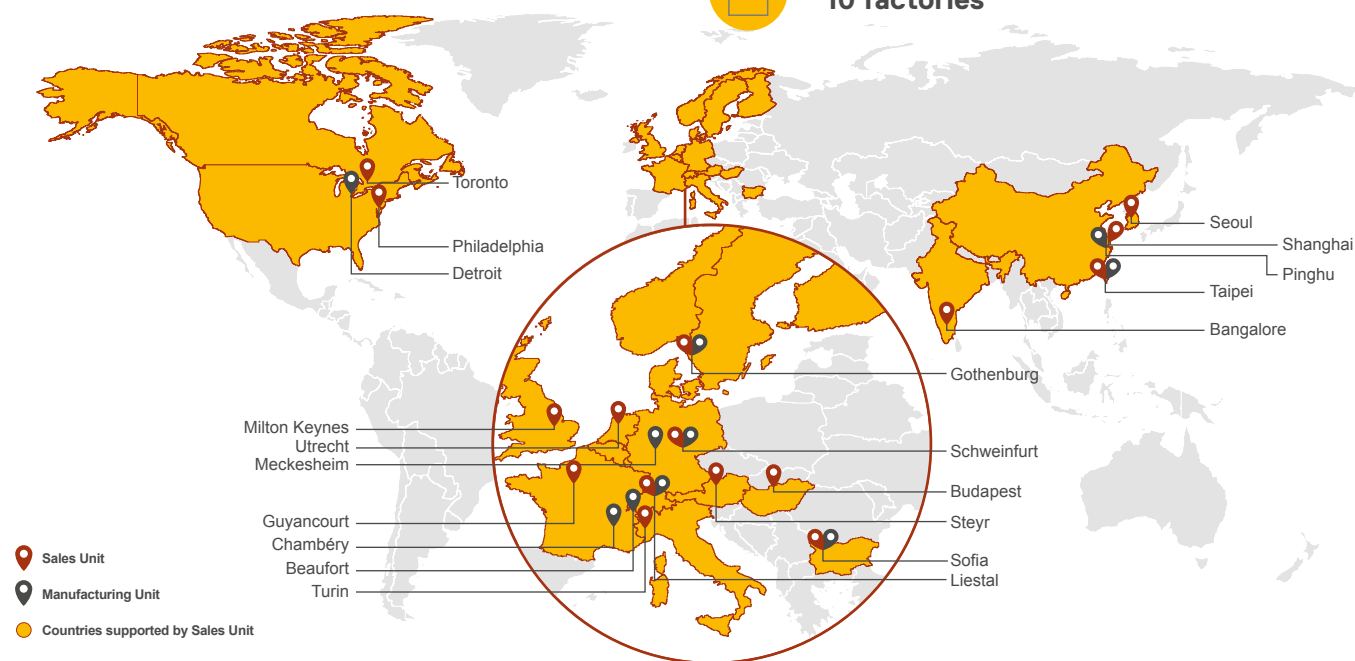 10 factories
Toronto
Philadelphia
Detroit
Seoul
Shanghai
Pinghu
Taipei
Bangalore
Gothenburg
Milton Keynes
Utrecht
Meckesheim
Schweinfurt
Budapest
Guyancourt
Steyr
Chambéry
Beaufort
Sofia
Turin
Liestal
Sales Unit
Manufacturing Unit
Countries supported by Sales Unit